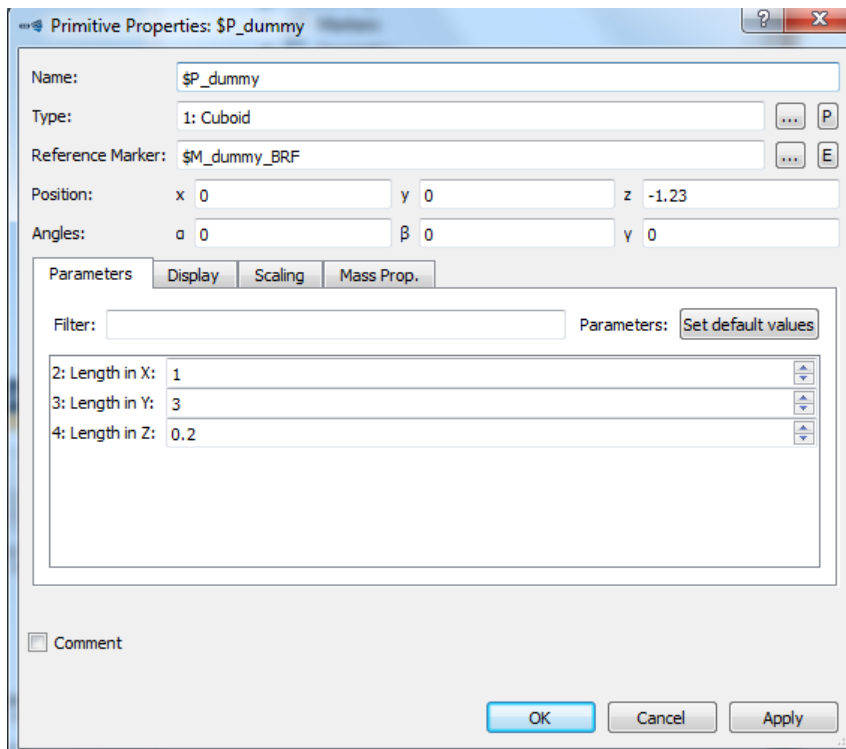 Primitive Properties: $P_dummy ? X
Name: $P_dummy
Type: 1: Cuboid ... P
Reference Marker: $M_dummy_BRF ... E
Position: x 0 y 0 z -1.23
Angles: α 0 β 0 γ 0
Parameters Display Scaling Mass Prop.
Filter: Parameters: Set default values
2: Length in X: 1
3: Length in Y: 3
4: Length in Z: 0.2
Comment
OK Cancel Apply